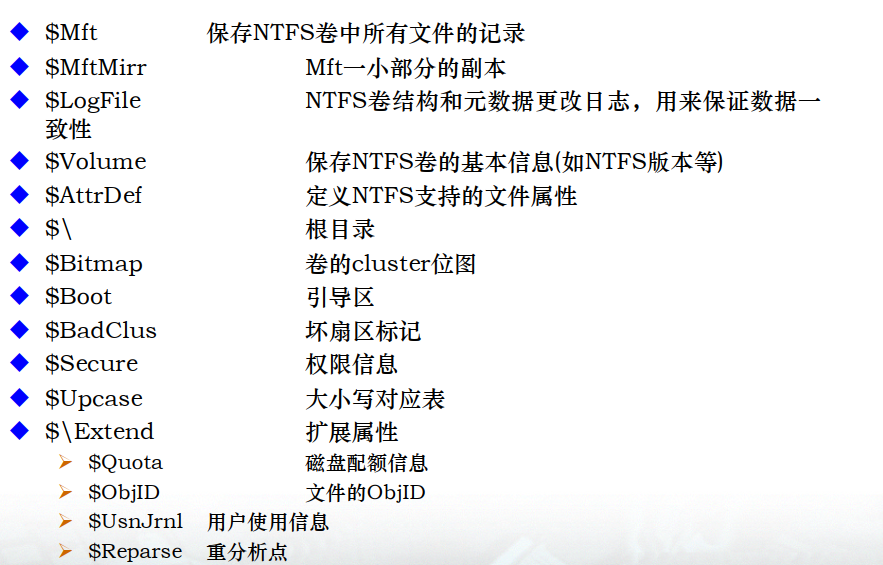 $Mft 保存NTFS卷中所有文件的记录
$MftMirr Mft一小部分的副本
$LogFile NTFS卷结构和元数据更改日志，用来保证数据一
致性
$Volume 保存NTFS卷的基本信息(如NTFS版本等)
$AttrDef 定义NTFS支持的文件属性
$\ 根目录
$Bitmap 卷的cluster位图
$Boot 引导区
$BadClus 坏扇区标记
$Secure 权限信息
$Upcase 大小写对应表
$\Extend 扩展属性
$Quota 磁盘配额信息
$ObjID 文件的ObjID
$UsnJrnl 用户使用信息
$Reparse 重分析点